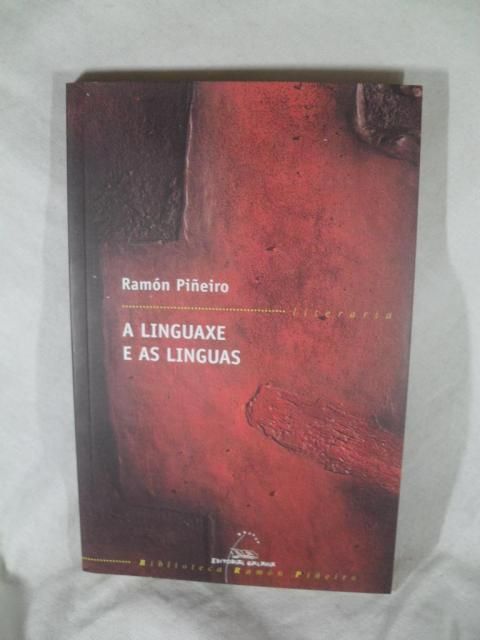 Ramón Piñeiro
literaria
A LINGUAXE
E AS LINGUAS
EDITORIAL GALAXIA
Biblioteca Ramón Piñeiro